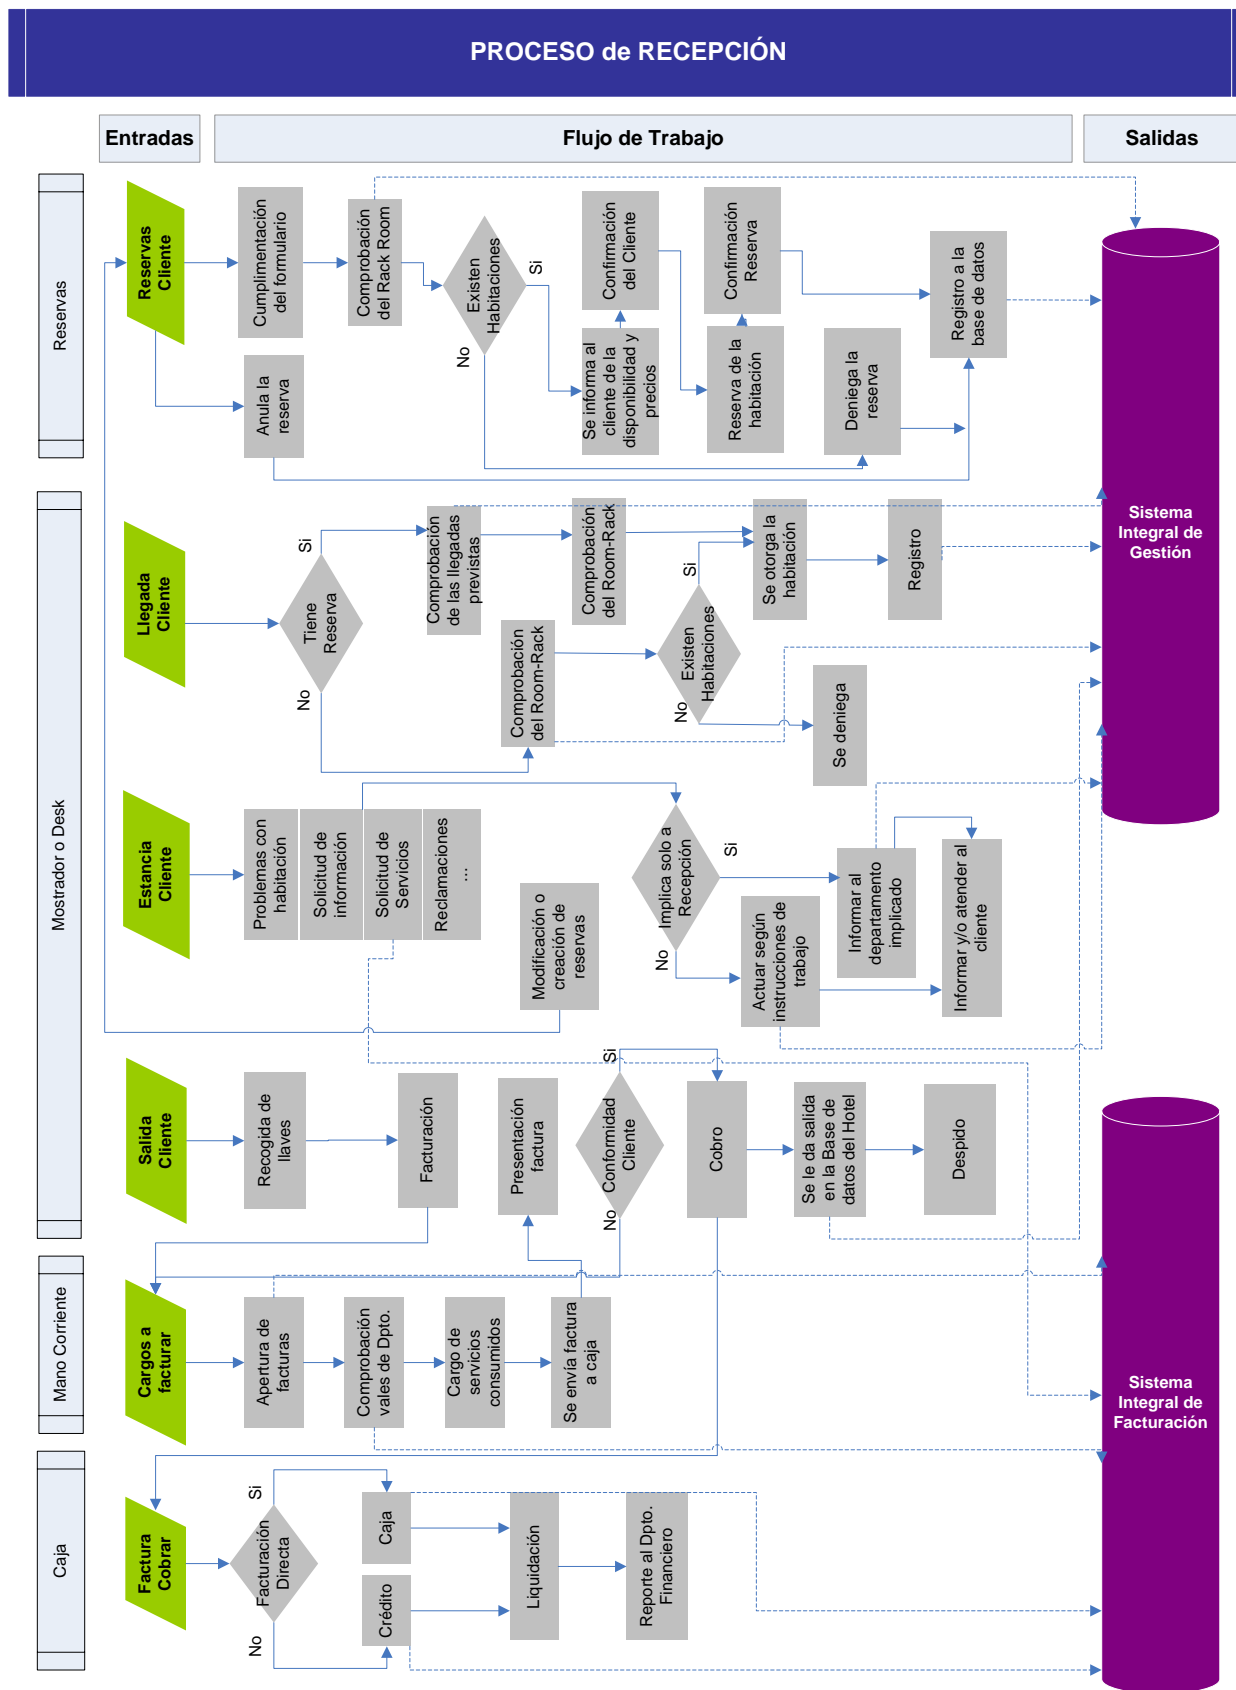 PROCESO de RECEPCIÓN
Entradas
Flujo de Trabajo
Salidas
Reservas
Reservas
Cliente
Cumplimentación
del formulario
Comprobación
del Rack Room
Existen
Habitaciones
Si
No
Anula la
reserva
Se informa al
cliente de la
disponibilidad y
precios
Confirmación
del Cliente
Reserva de la
habitación
Confirmación
Reserva
Deniega la
reserva
Registro a la
base de datos
Mostrador o Desk
Llegada
Cliente
Tiene
Reserva
Si
No
Comprobación
de las llegadas
previstas
Comprobación
del Room-Rack
Comprobación
del Room-Rack
Existen
Habitaciones
Si
No
Se otorga la
habitación
Registro
Se deniega
Sistema
Integral de
Gestión
Estancia
Cliente
Problemas con
habitación
Solicitud de
información
Solicitud de
Servicios
Reclamaciones
...
Modificación o
creación de
reservas
Implica solo a
Recepción
Si
No
Actuar según
instrucciones de
trabajo
Informar al
departamento
implicado
Informar y/o atender al
cliente
Salida
Cliente
Recogida de
llaves
Facturación
Presentación
factura
Conformidad
Cliente
Si
No
Cobro
Se le da salida
en la Base de
datos del Hotel
Despido
Mano Corriente
Cargos a
facturar
Apertura de
facturas
Comprobación
vales de Dpto.
Cargo de
servicios
consumidos
Se envía factura
a caja
Sistema
Integral de
Facturación
Caja
Factura
Cobrar
Facturación
Directa
Si
No
Caja
Crédito
Liquidación
Reporte al Dpto.
Financiero